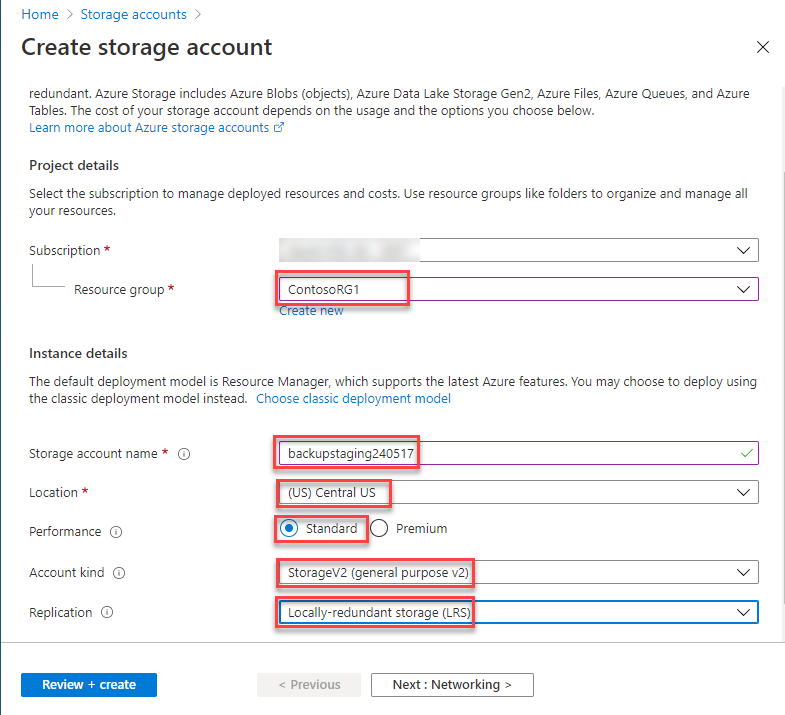 Home > Storage accounts >
Create storage account
redundant. Azure Storage includes Azure Blobs (objects), Azure Data Lake Storage Gen2, Azure Files, Azure Queues, and Azure
Tables. The cost of your storage account depends on the usage and the options you choose below.
Learn more about Azure storage accounts
Project details
Select the subscription to manage deployed resources and costs. Use resource groups like folders to organize and manage all
your resources.
Subscription *
Resource group * ContosoRG1
Create new
Instance details
The default deployment model is Resource Manager, which supports the latest Azure features. You may choose to deploy using
the classic deployment model instead. Choose classic deployment model
Storage account name * backupstaging240517
Location * (US) Central US
Performance Standard Premium
Account kind StorageV2 (general purpose v2)
Replication Locally-redundant storage (LRS)
Review + create < Previous Next : Networking >